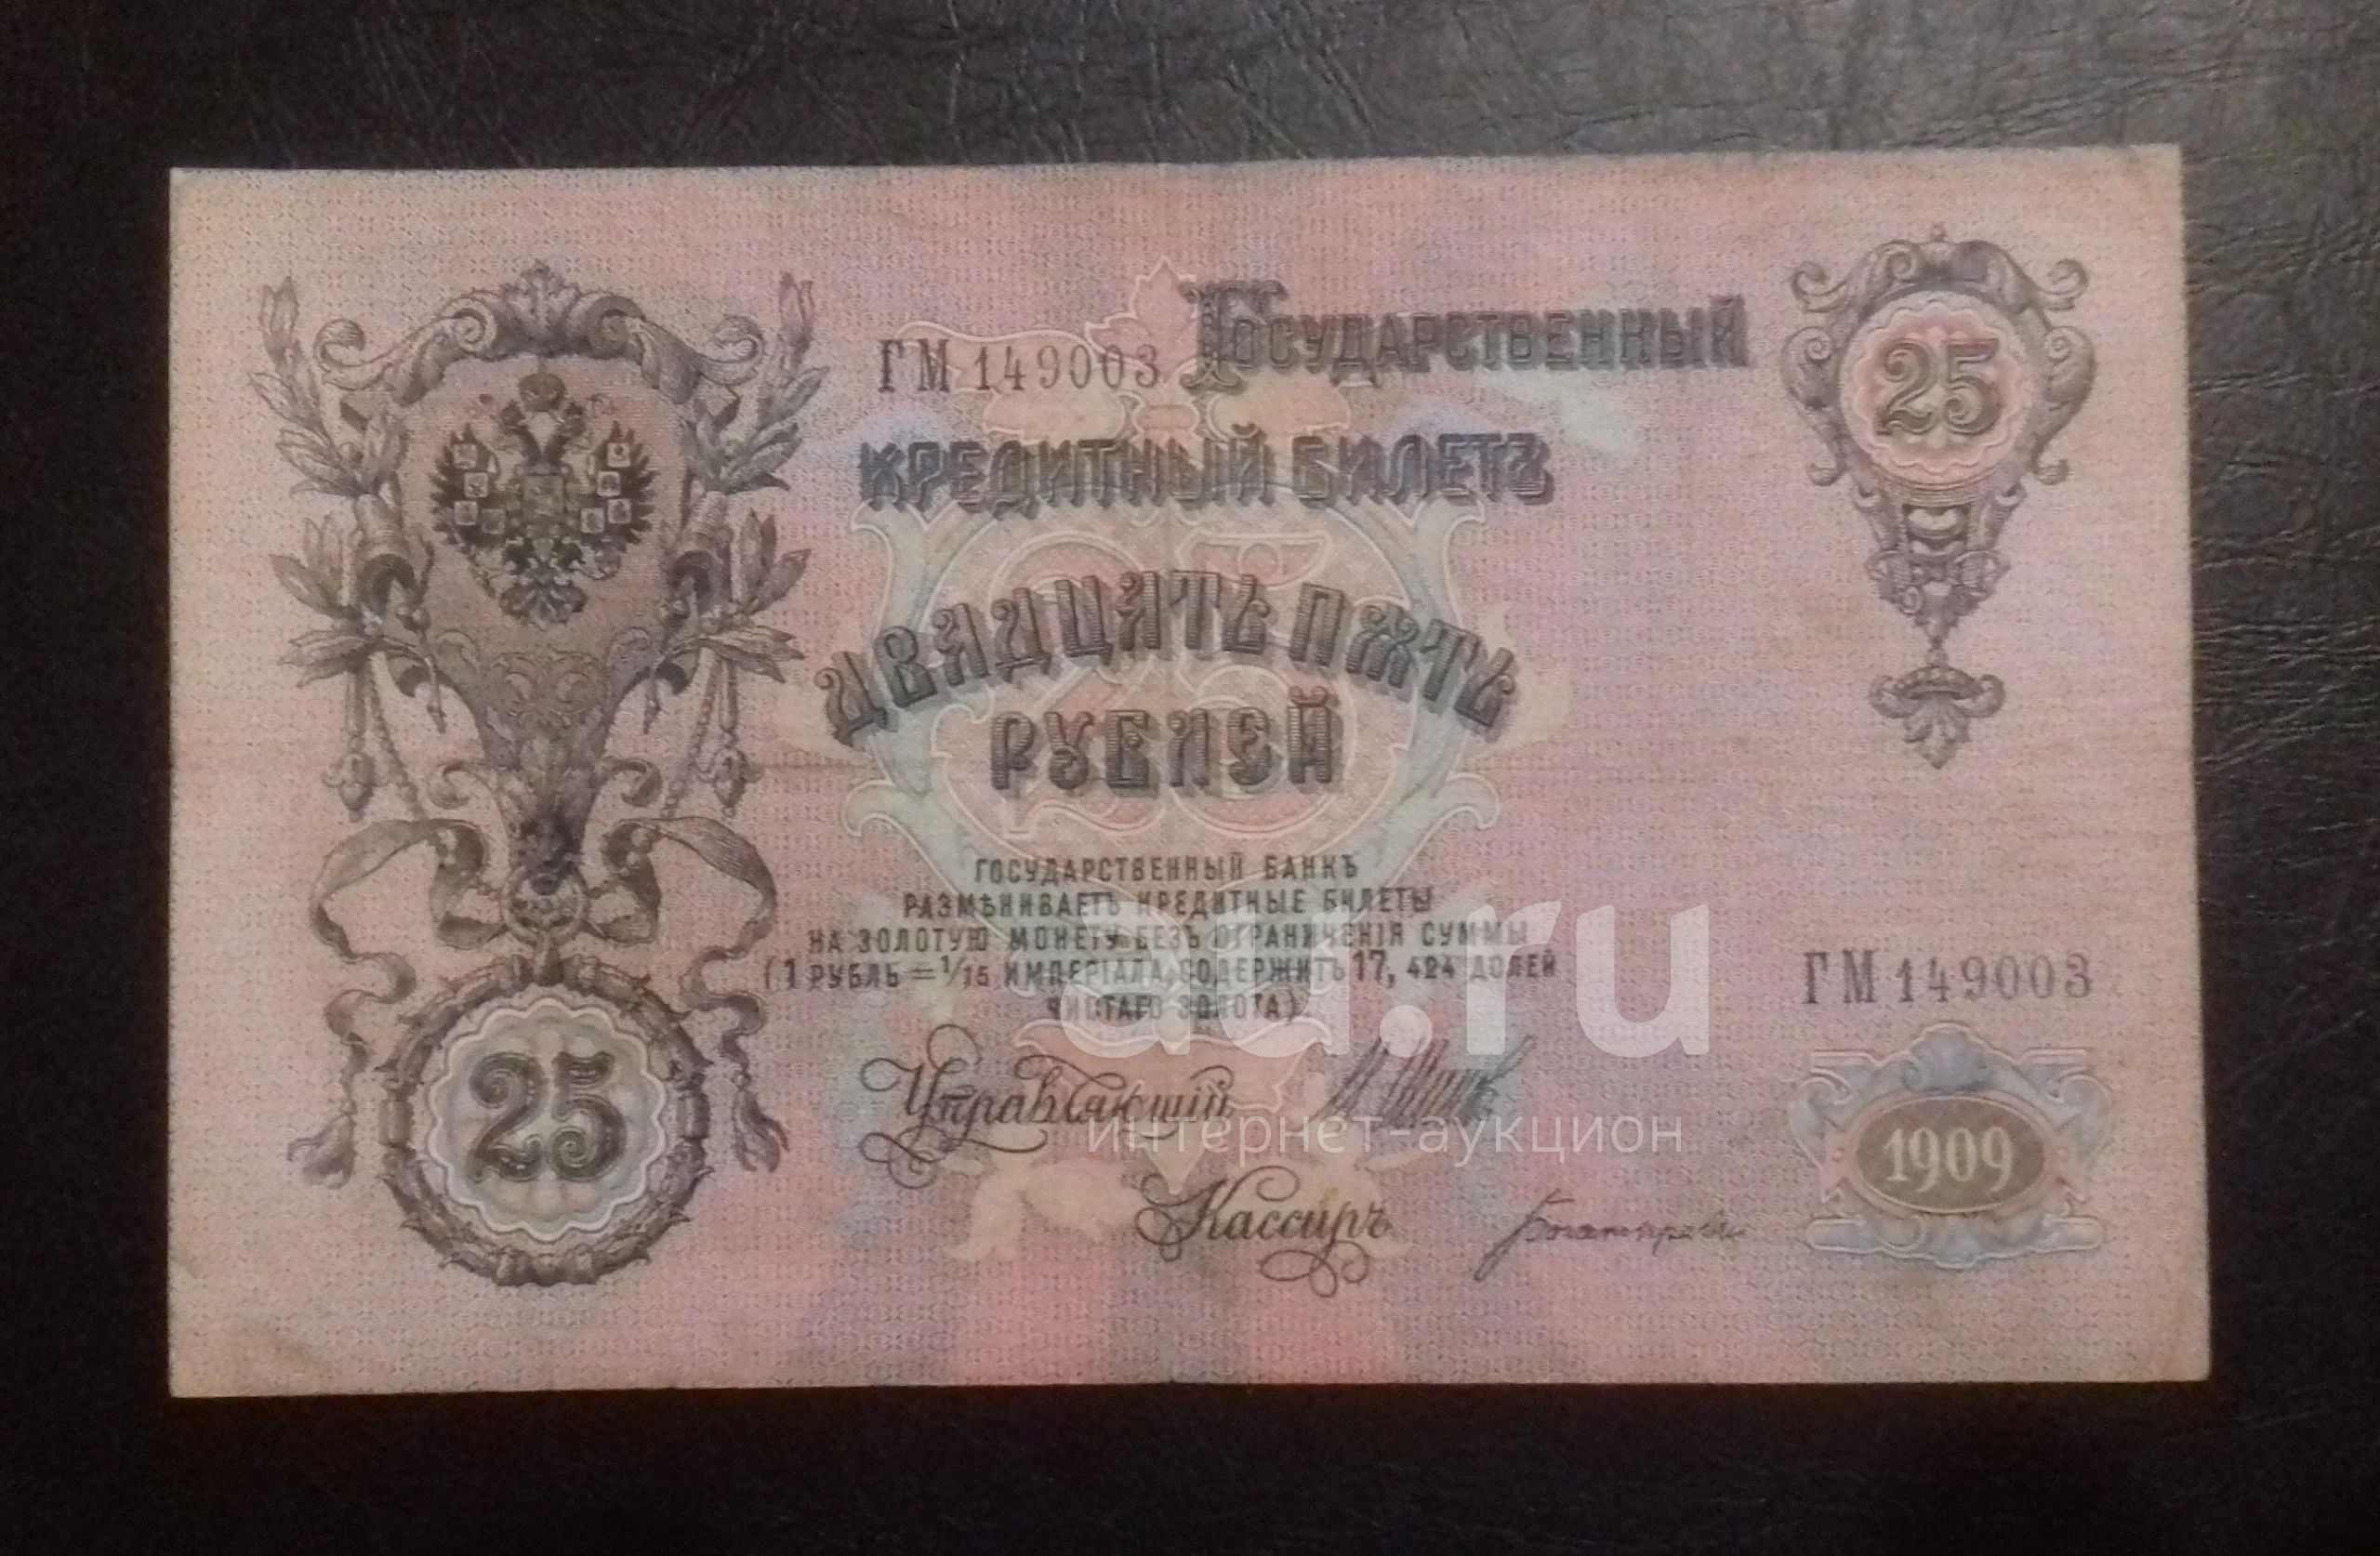 ГМ 149003 ГОСУДАРСТВЕННЫЙ
25
КРЕДИТНЫЙ БИЛЕТЪ
ДВАДЦАТЬ ПЯТЬ
РУБЛЕЙ
ГОСУДАРСТВЕННЫЙ БАНКЪ
РАЗМѢНИВАЕТЪ КРЕДИТНЫЕ БИЛЕТЫ
НА ЗОЛОТУЮ МОНЕТУ БЕЗЪ ОГРАНИЧЕНІЯ СУММЫ
(1 РУБЛЬ = 1/15 ИМПЕРІАЛА, СОДЕРЖИТЪ 17, 424 ДОЛЕЙ
ЧИСТАГО ЗОЛОТА).
ГМ 149003
au.ru
интернет-аукцион
25
Управляющій
Кассиръ
1909